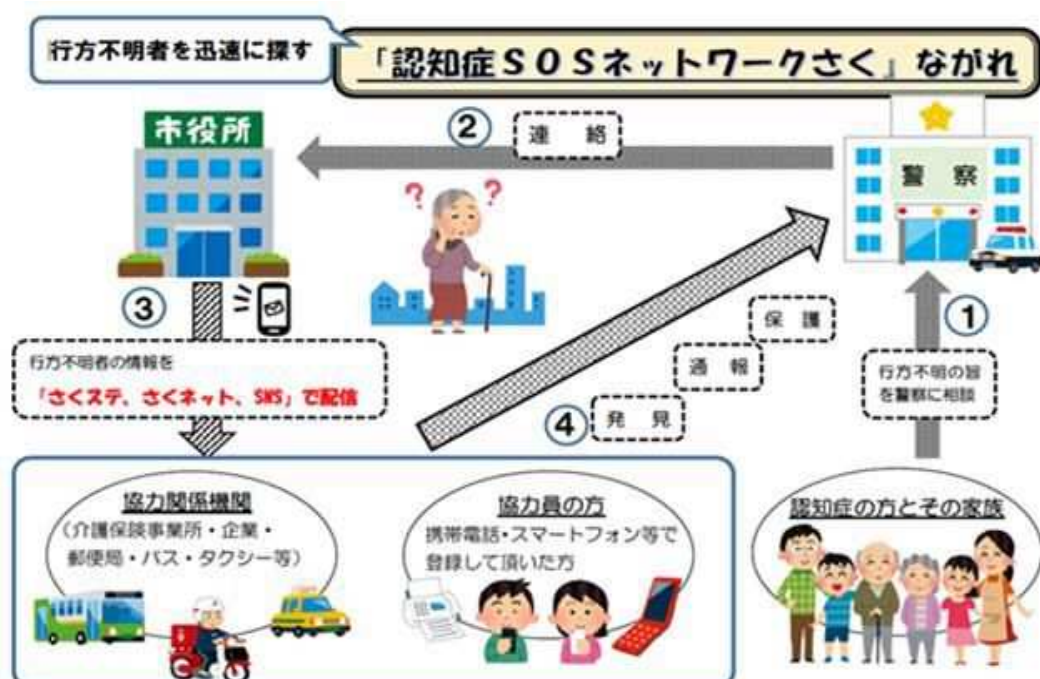 行方不明者を迅速に探す
「認知症SOSネットワークさく」ながれ
市役所
②
連　絡
警　察
？ ？
③
行方不明者の情報を
「さくステ、さくネット、SNS」で配信
保　護
通　報
④
発　見
①
行方不明の旨
を警察に相談
協力関係機関
（介護保険事業所・企業・
郵便局・バス・タクシー等）
協力員の方
携帯電話・スマートフォン等で
登録して頂いた方
認知症の方とその家族